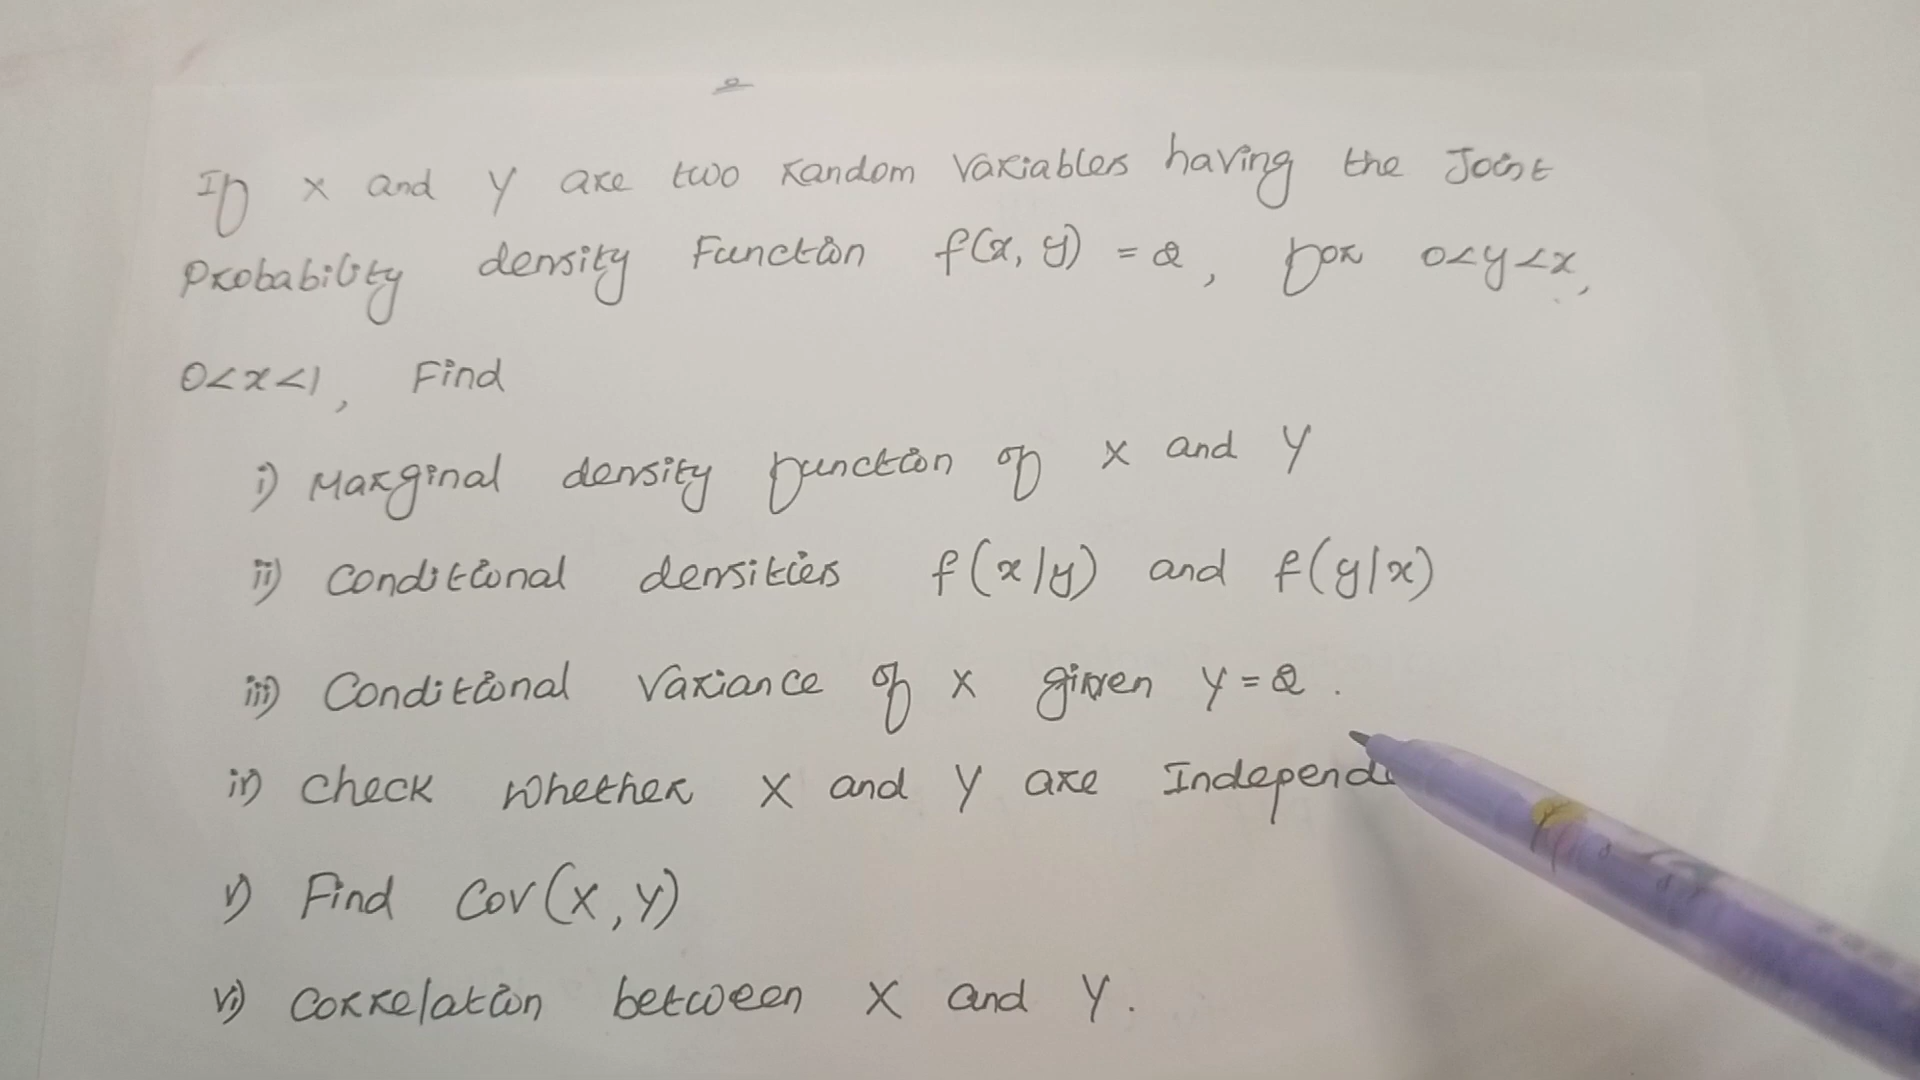 If X and Y are two random variables having the Joint
Probability density Function f(x, y) = 2, for 0<y<x,
0<x<1, Find
i) Marginal density function of X and Y
ii) Conditional densities f(x/y) and f(y/x)
iii) Conditional Variance of X given Y=2.
iv) Check whether X and Y are
v) Find Cov(X,Y)
vi) Correlation between X and Y.